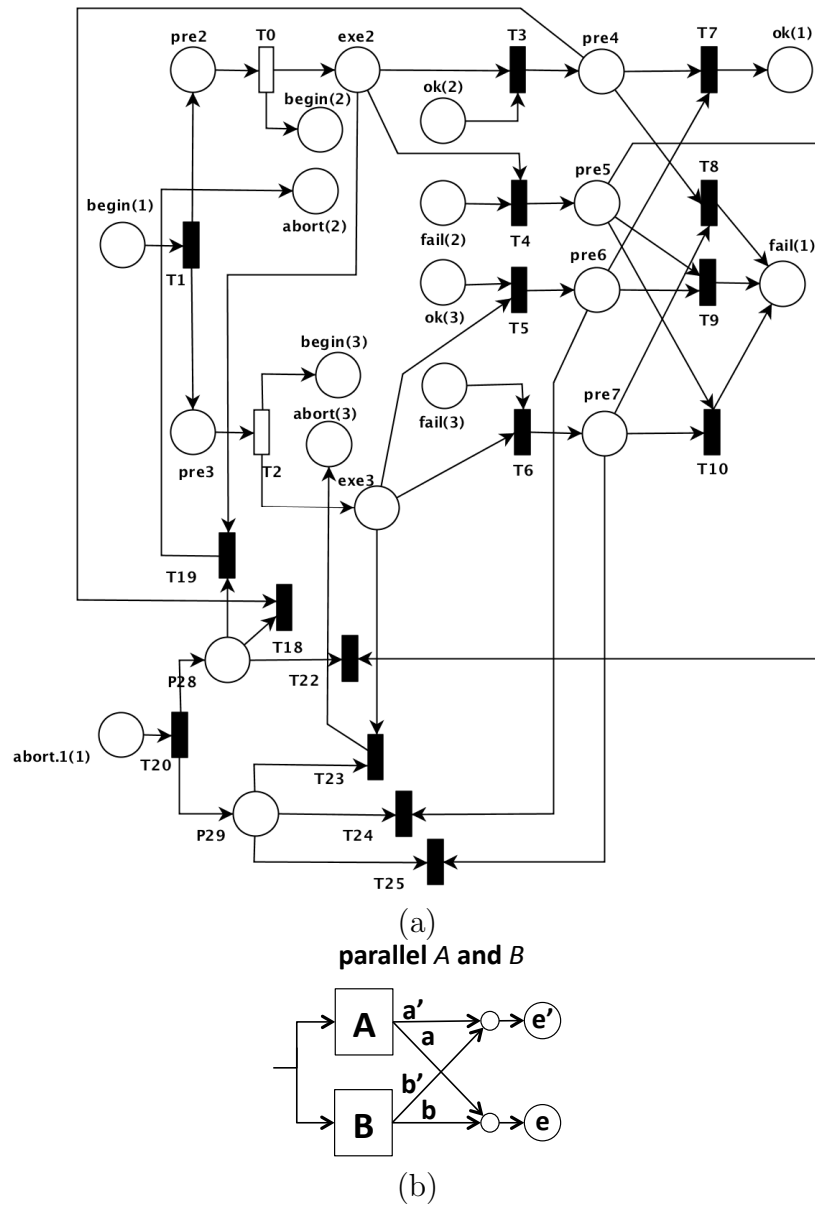 pre2
T0
exe2
T3
pre4
T7
ok(1)
begin(2)
ok(2)
abort(2)
begin(1)
T1
fail(2)
T4
pre5
T8
fail(1)
ok(3)
T5
pre6
T9
begin(3)
abort(3)
fail(3)
T6
pre7
T10
pre3
T2
exe3
T19
T18
P28
T22
abort.1(1)
T20
T23
P29
T24
T25
(a)
parallel A and B
A
a'
a
e'
B
b'
b
e
(b)